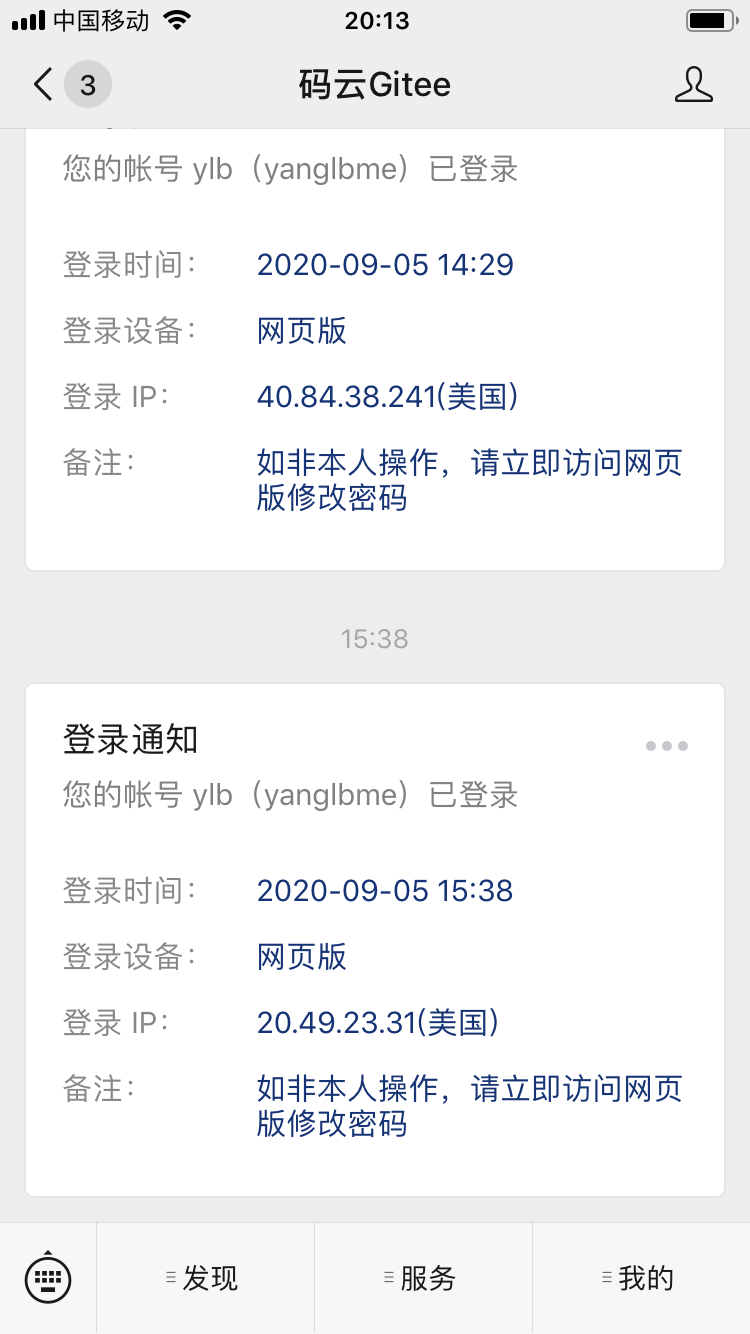 中国移动 20:13
3 码云Gitee
您的帐号 ylb（yanglbme）已登录
登录时间： 2020-09-05 14:29
登录设备： 网页版
登录 IP： 40.84.38.241(美国)
备注： 如非本人操作，请立即访问网页
版修改密码
15:38
登录通知
您的帐号 ylb（yanglbme）已登录
登录时间： 2020-09-05 15:38
登录设备： 网页版
登录 IP： 20.49.23.31(美国)
备注： 如非本人操作，请立即访问网页
版修改密码
发现 服务 我的